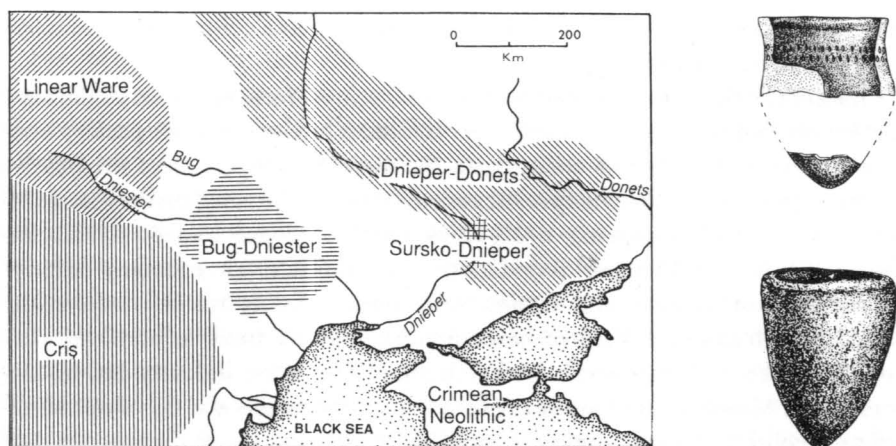 0 200
Km
Linear Ware
Bug
Dniester
Dnieper-Donets
Donets
Bug-Dniester
Sursko-Dnieper
Dnieper
Criş
Crimean
Neolithic
BLACK SEA